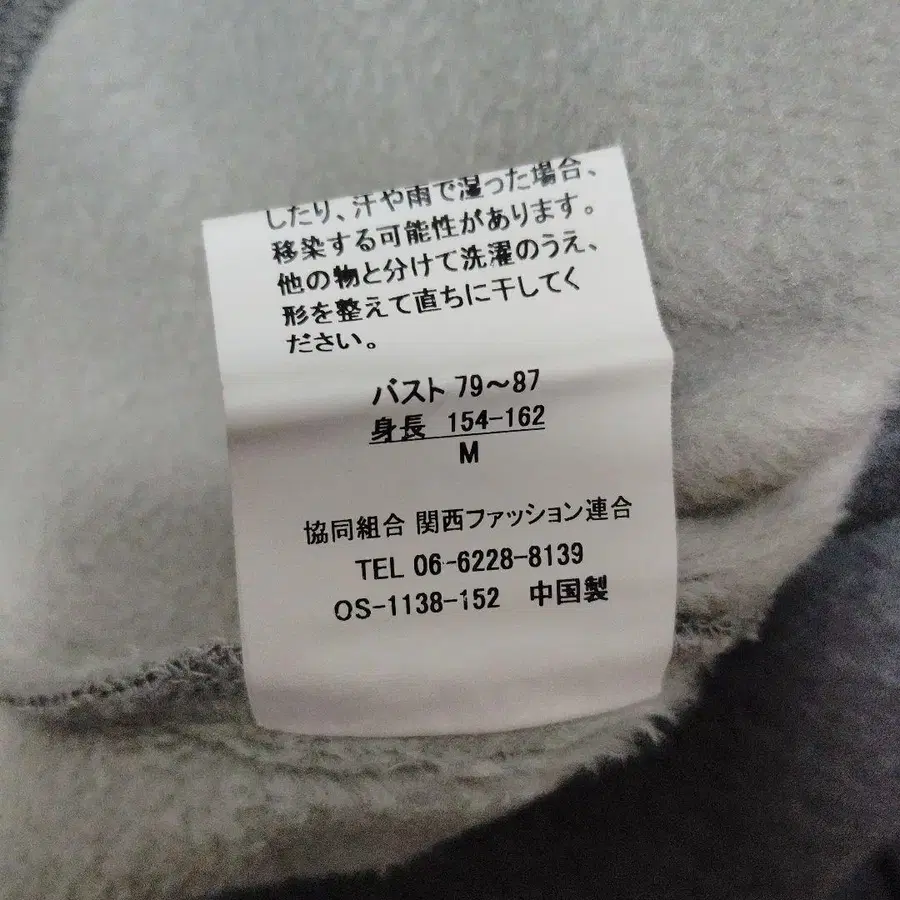 したり、汗や雨で湿った場合、
移染する可能性があります。
他の物と分けて洗濯のうえ、
形を整えて直ちに干してく
ださい。
バスト 79～87
身長 154-162
M
協同組合 関西ファッション連合
TEL 06-6228-8139
OS-1138-152 中国製